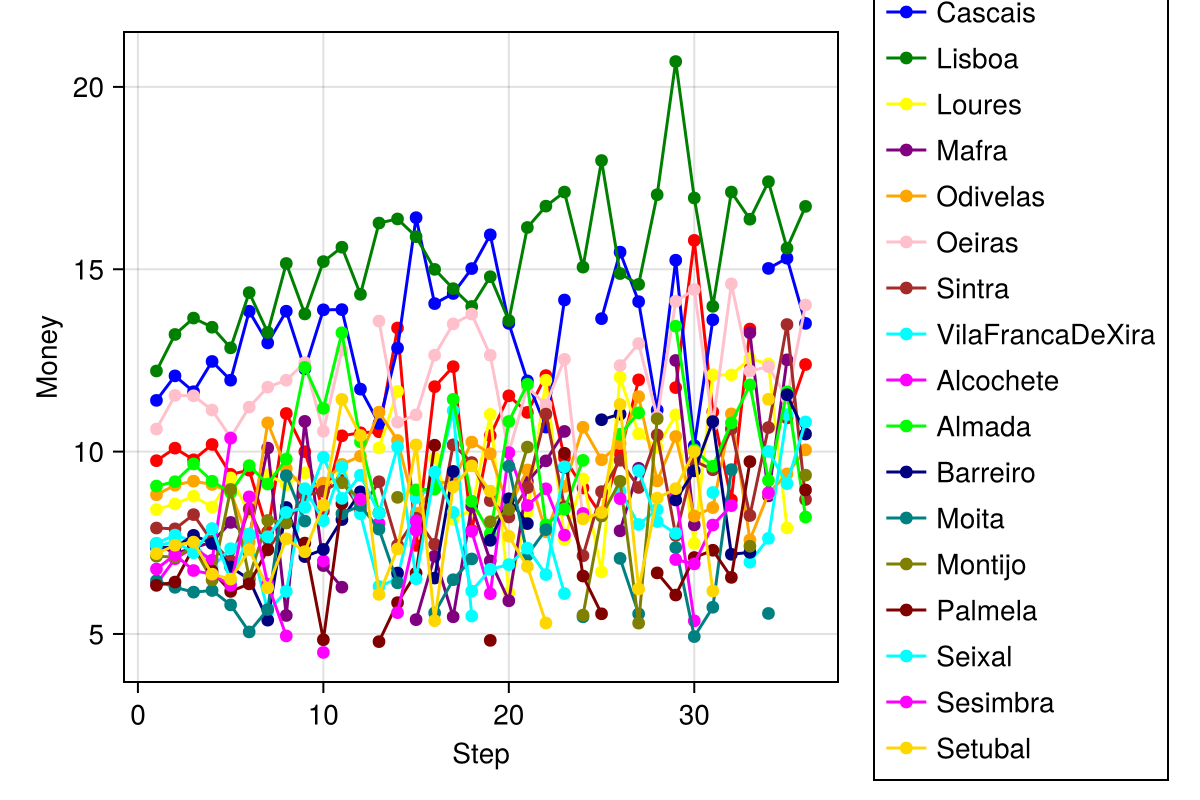 Cascais
Lisboa
Loures
Mafra
Odivelas
Oeiras
Sintra
VilaFrancaDeXira
Alcochete
Almada
Barreiro
Moita
Montijo
Palmela
Seixal
Sesimbra
Setubal
20
15
10
5
Money
0 10 20 30
Step